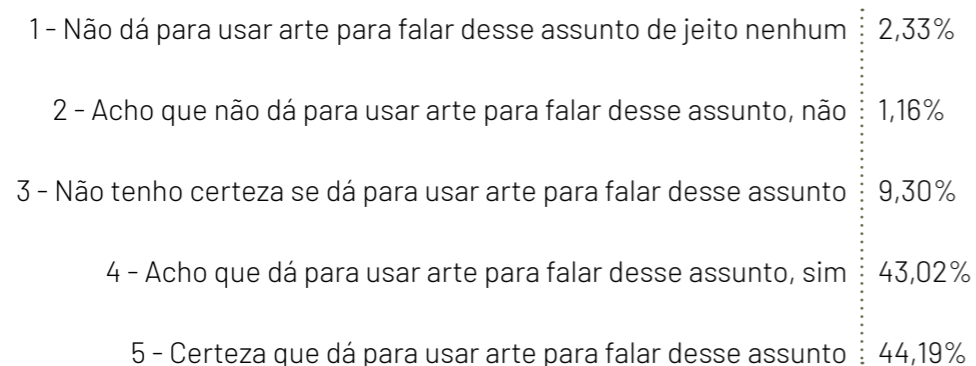 1 - Não dá para usar arte para falar desse assunto de jeito nenhum 2,33%
2 - Acho que não dá para usar arte para falar desse assunto, não 1,16%
3 - Não tenho certeza se dá para usar arte para falar desse assunto 9,30%
4 - Acho que dá para usar arte para falar desse assunto, sim 43,02%
5 - Certeza que dá para usar arte para falar desse assunto 44,19%